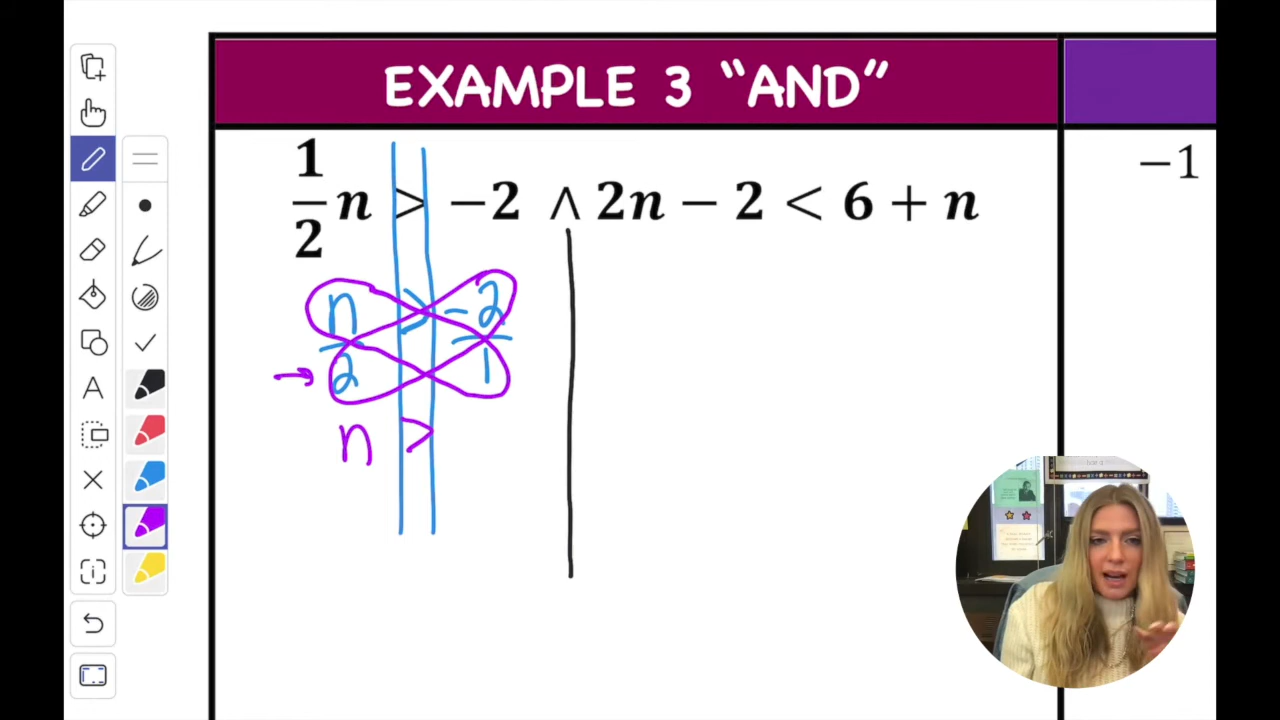 EXAMPLE 3 “AND”
1/2 n > −2 ∧ 2n − 2 < 6 + n
−1
n/2 > −2/1
→
n >
A